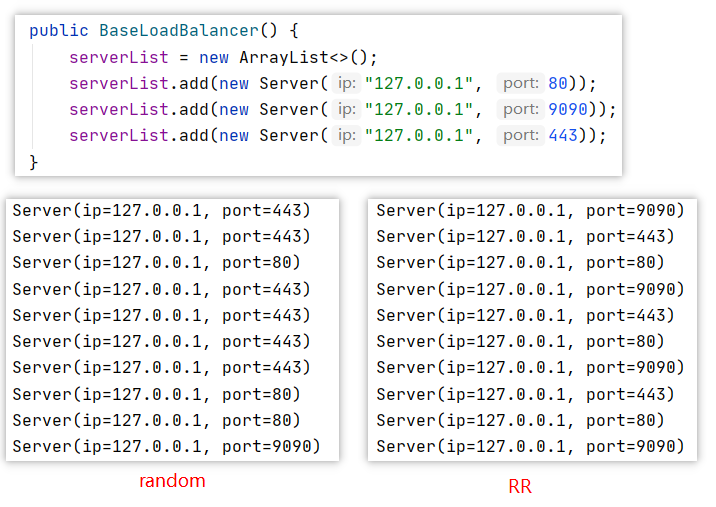 public BaseLoadBalancer() {
serverList = new ArrayList<>();
serverList.add(new Server( ip: "127.0.0.1", port: 80));
serverList.add(new Server( ip: "127.0.0.1", port: 9090));
serverList.add(new Server( ip: "127.0.0.1", port: 443));
}
Server(ip=127.0.0.1, port=443)
Server(ip=127.0.0.1, port=443)
Server(ip=127.0.0.1, port=80)
Server(ip=127.0.0.1, port=443)
Server(ip=127.0.0.1, port=443)
Server(ip=127.0.0.1, port=443)
Server(ip=127.0.0.1, port=443)
Server(ip=127.0.0.1, port=80)
Server(ip=127.0.0.1, port=80)
Server(ip=127.0.0.1, port=9090)
random
Server(ip=127.0.0.1, port=9090)
Server(ip=127.0.0.1, port=443)
Server(ip=127.0.0.1, port=80)
Server(ip=127.0.0.1, port=9090)
Server(ip=127.0.0.1, port=443)
Server(ip=127.0.0.1, port=80)
Server(ip=127.0.0.1, port=9090)
Server(ip=127.0.0.1, port=443)
Server(ip=127.0.0.1, port=80)
Server(ip=127.0.0.1, port=9090)
RR